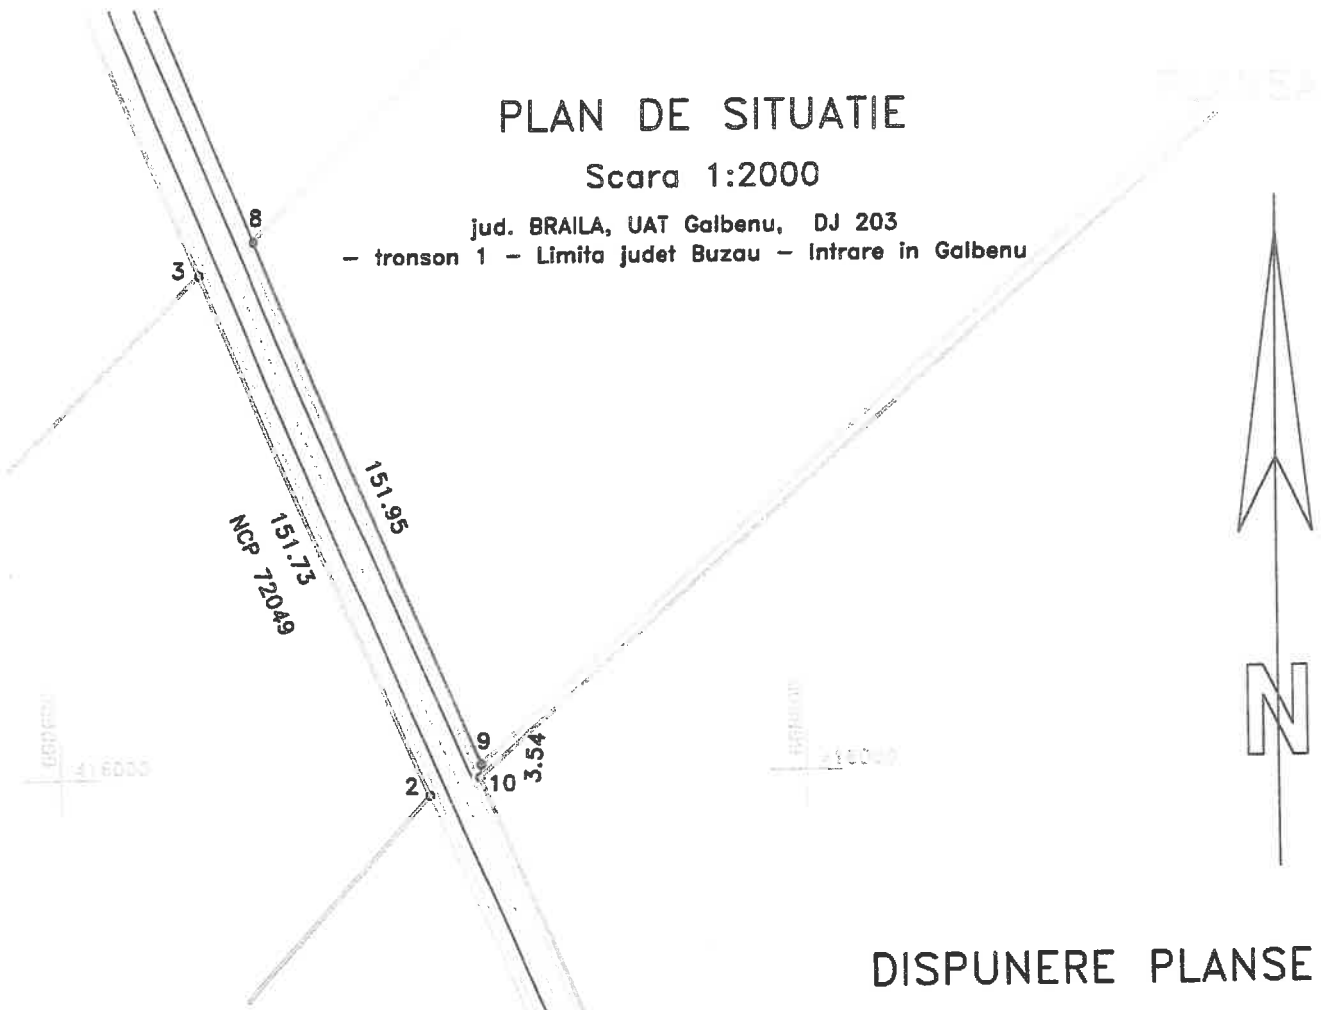 PLAN DE SITUATIE
Scara 1:2000
jud. BRAILA, UAT Galbenu, DJ 203
– tronson 1 – Limita judet Buzau – Intrare in Galbenu
8
3
151.95
151.73
NCP 72049
9
10
3.54
2
N
DISPUNERE PLANSE